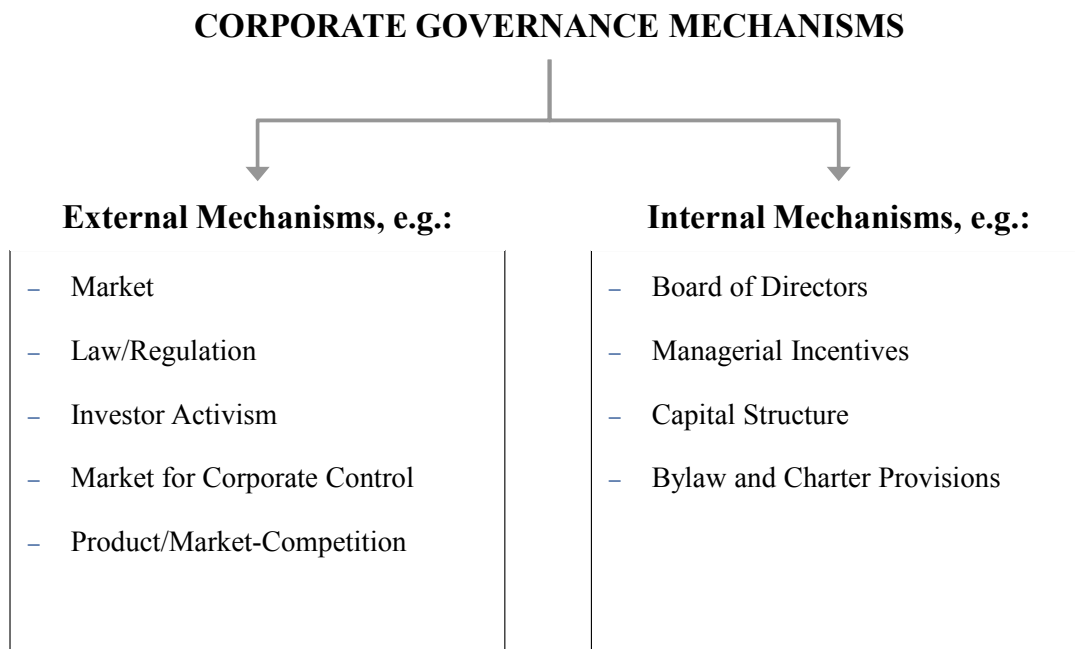 CORPORATE GOVERNANCE MECHANISMS
External Mechanisms, e.g.:
– Market
– Law/Regulation
– Investor Activism
– Market for Corporate Control
– Product/Market-Competition
Internal Mechanisms, e.g.:
– Board of Directors
– Managerial Incentives
– Capital Structure
– Bylaw and Charter Provisions